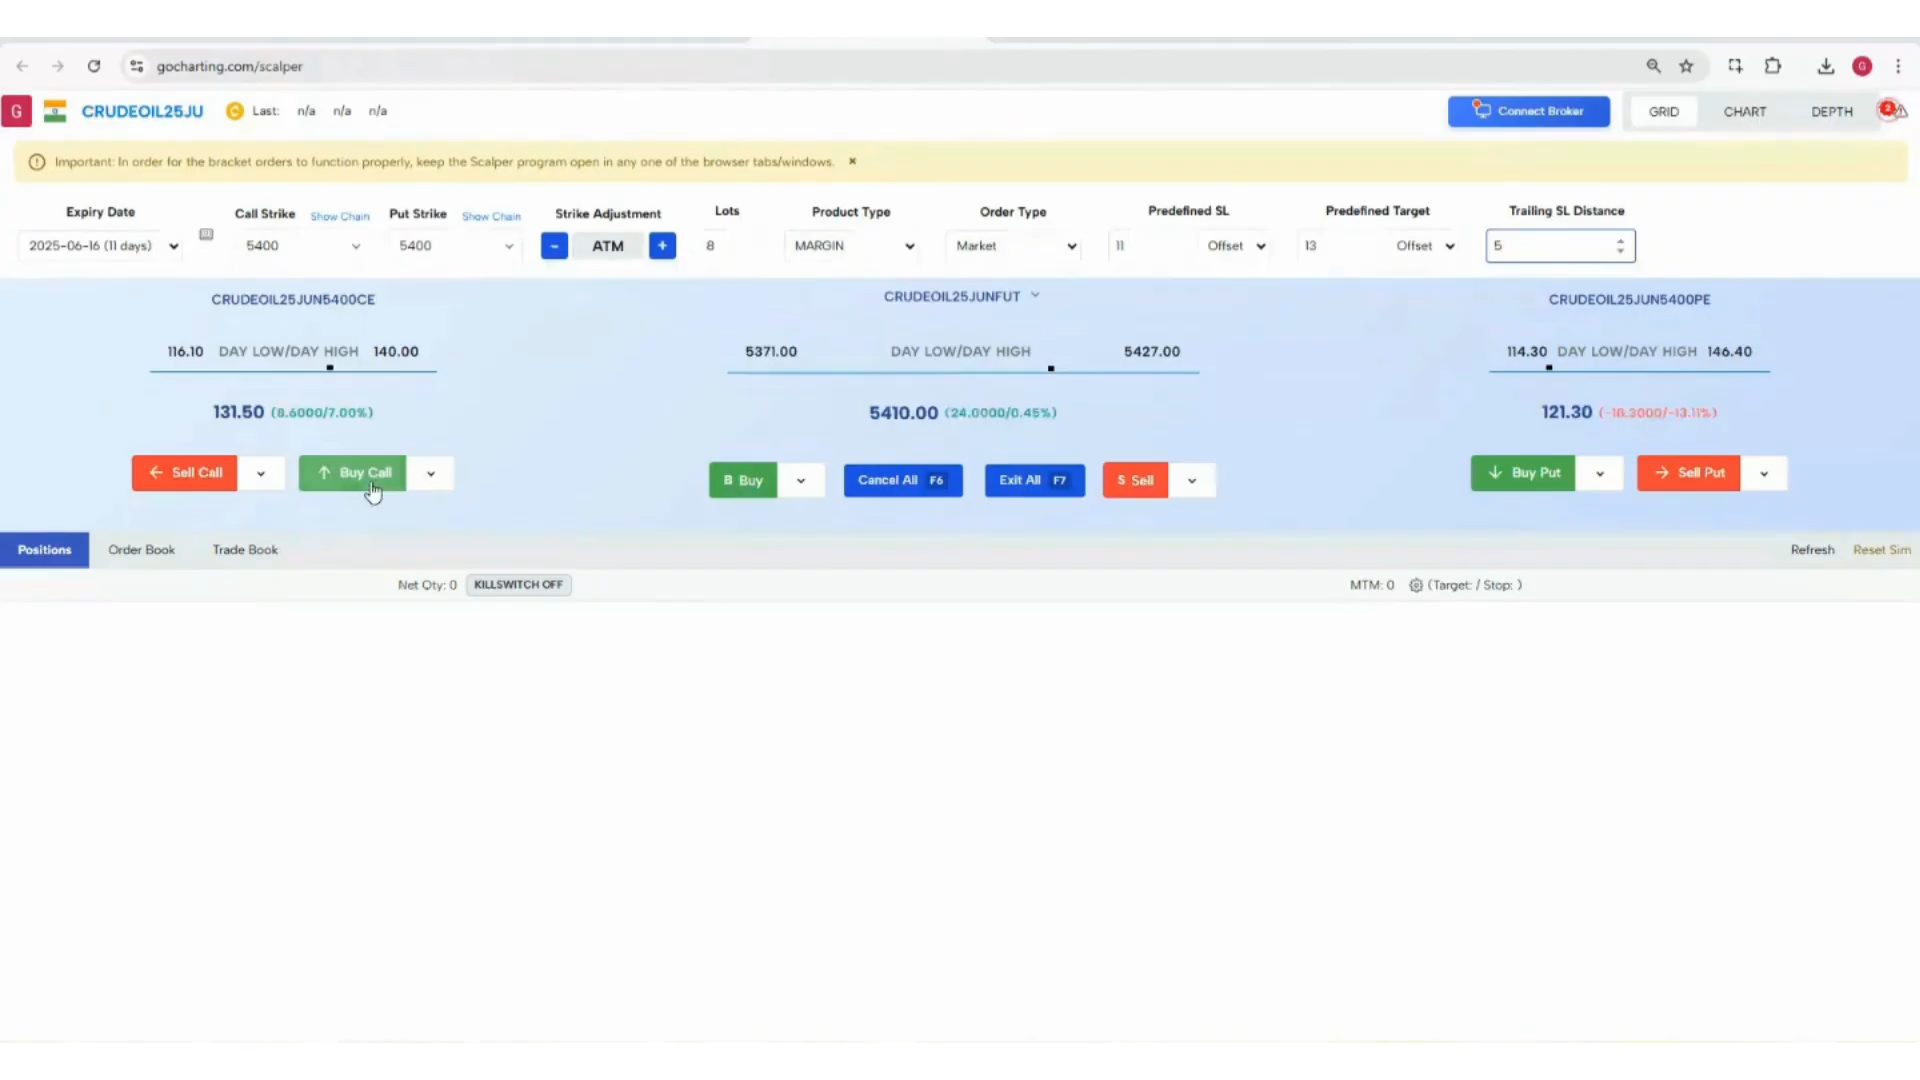 gocharting.com/scalper
G
G CRUDEOIL25JU Last: n/a n/a n/a Connect Broker GRID CHART DEPTH 2
Important: In order for the bracket orders to function properly, keep the Scalper program open in any one of the browser tabs/windows. ×
Expiry Date Call Strike Show Chain Put Strike Show Chain Strike Adjustment Lots Product Type Order Type Predefined SL Predefined Target Trailing SL Distance
2025-06-16 (11 days) 5400 5400 - ATM + 8 MARGIN Market 11 Offset 13 Offset 5
CRUDEOIL25JUN5400CE CRUDEOIL25JUNFUT CRUDEOIL25JUN5400PE
116.10 DAY LOW/DAY HIGH 140.00 5371.00 DAY LOW/DAY HIGH 5427.00 114.30 DAY LOW/DAY HIGH 146.40
131.50 (8.6000/7.00%) 5410.00 (24.0000/0.45%) 121.30 (-18.3000/-13.11%)
← Sell Call ↑ Buy Call B Buy Cancel All F6 Exit All F7 S Sell ↓ Buy Put → Sell Put
Positions Order Book Trade Book Refresh Reset Sim
Net Qty: 0 KILLSWITCH OFF MTM: 0 (Target: / Stop: )